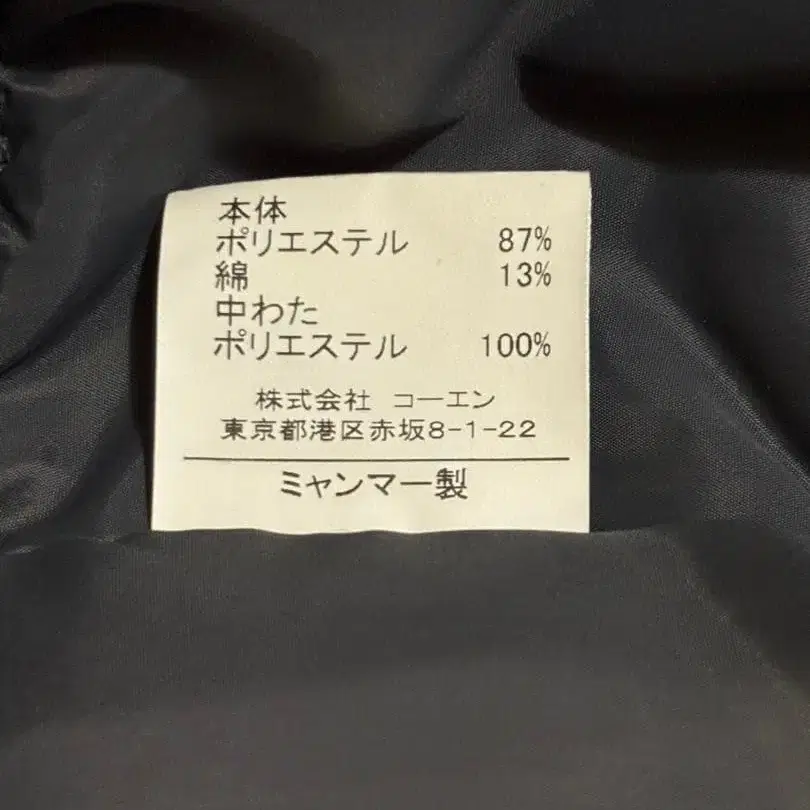 本体
ポリエステル 87%
綿 13%
中わた
ポリエステル 100%
株式会社 コーエン
東京都港区赤坂8-1-22
ミャンマー製